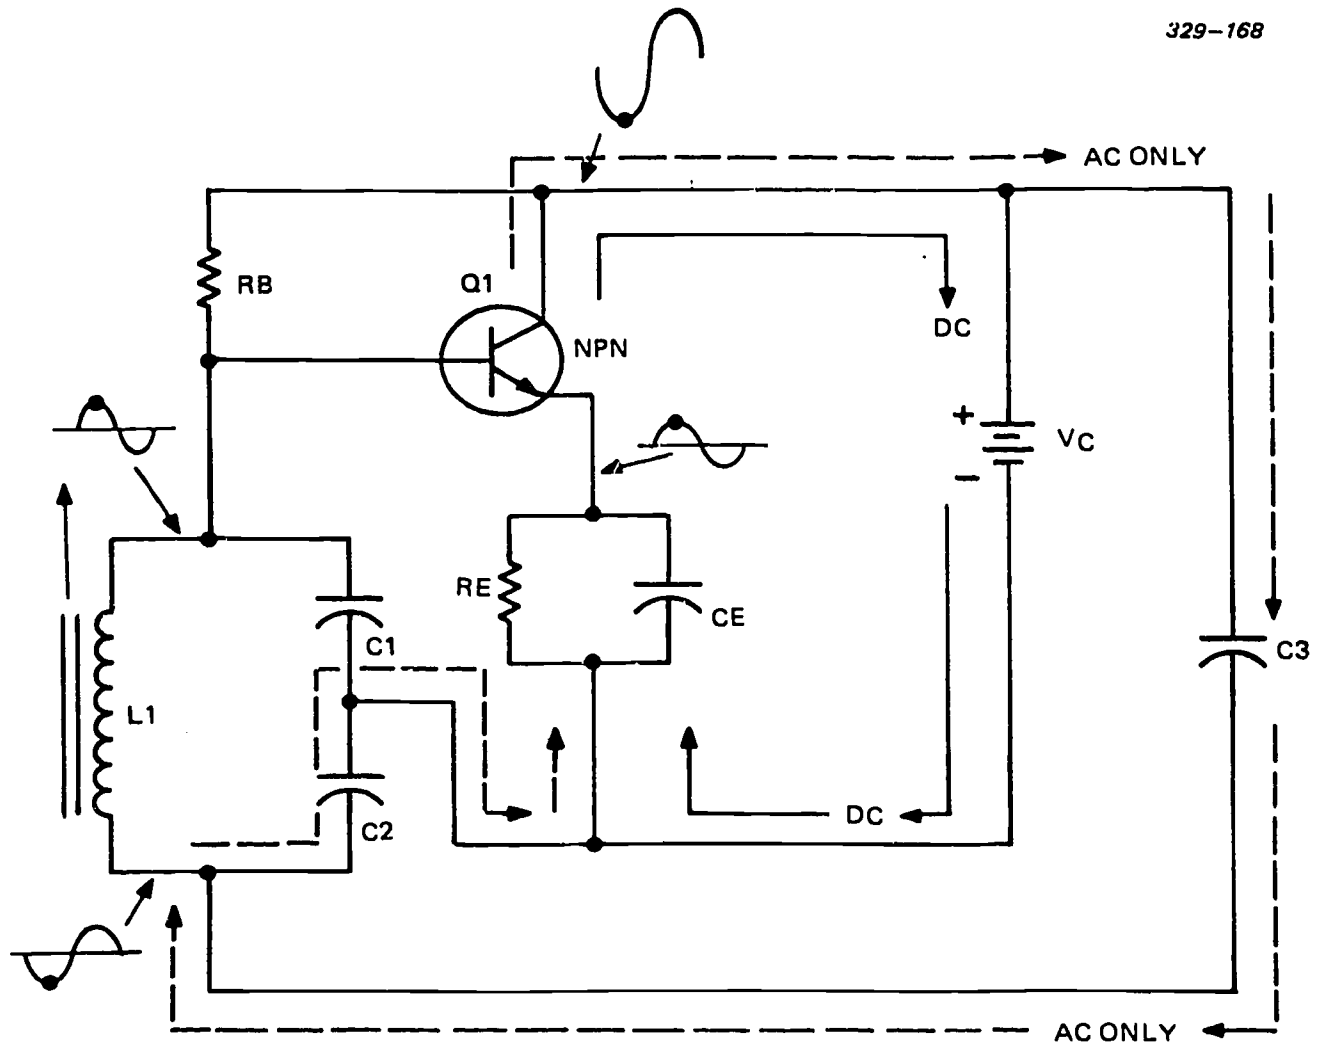 329-168
AC ONLY
RB
Q1
NPN
DC
+
VC
-
RE
CE
C1
C3
L1
C2
DC
AC ONLY